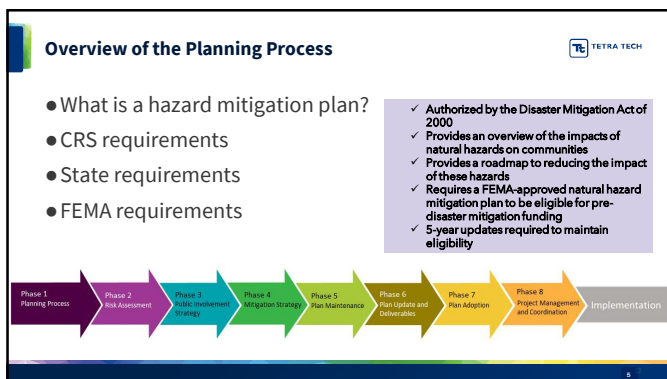 Overview of the Planning Process
TETRA TECH
● What is a hazard mitigation plan?
● CRS requirements
● State requirements
● FEMA requirements
✓ Authorized by the Disaster Mitigation Act of
2000
✓ Provides an overview of the impacts of
natural hazards on communities
✓ Provides a roadmap to reducing the impact
of these hazards
✓ Requires a FEMA-approved natural hazard
mitigation plan to be eligible for pre-
disaster mitigation funding
✓ 5-year updates required to maintain
eligibility
Phase 1
Planning Process
Phase 2
Risk Assessment
Phase 3
Public Involvement
Strategy
Phase 4
Mitigation Strategy
Phase 5
Plan Maintenance
Phase 6
Plan Update and
Deliverables
Phase 7
Plan Adoption
Phase 8
Project Management
and Coordination
Implementation
5